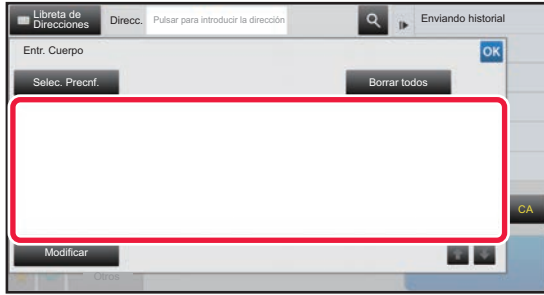 Libreta de
Direcciones
Direcc.
Pulsar para introducir la dirección
Enviando historial
Entr. Cuerpo
OK
Selec. Precnf.
Borrar todos
CA
Modificar
Otros